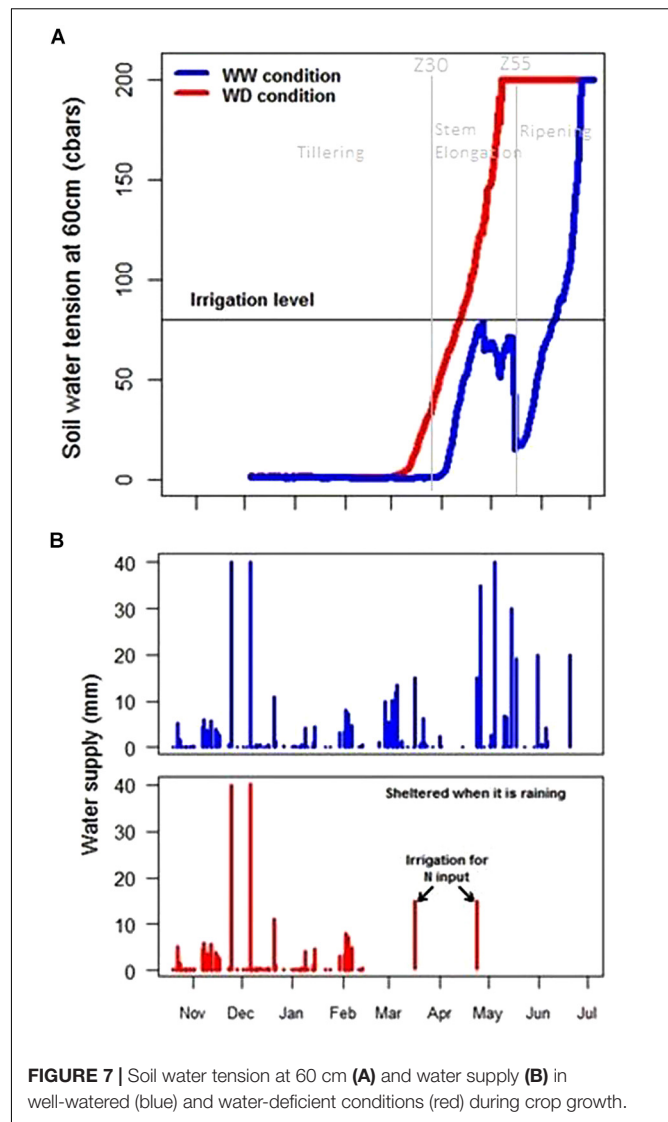 A
Z30
Z55
WW condition
WD condition
Stem
Elongation
Ripening
Tillering
Irrigation level
Soil water tension at 60cm (cbars)
200
150
100
50
0
B
40
30
20
10
0
Water supply (mm)
Sheltered when it is raining
Irrigation for
N input
40
30
20
10
0
Nov Dec Jan Feb Mar Apr May Jun Jul
FIGURE 7 | Soil water tension at 60 cm (A) and water supply (B) in
well-watered (blue) and water-deficient conditions (red) during crop growth.